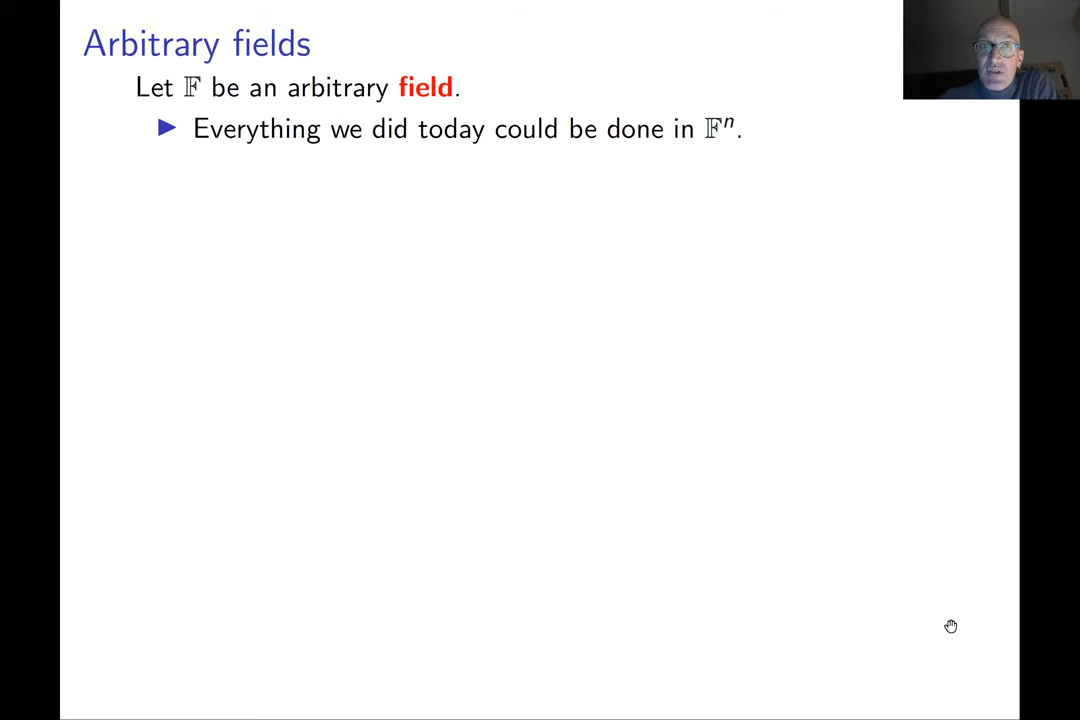 Arbitrary fields
Let 𝔽 be an arbitrary field.
▶ Everything we did today could be done in 𝔽ⁿ.